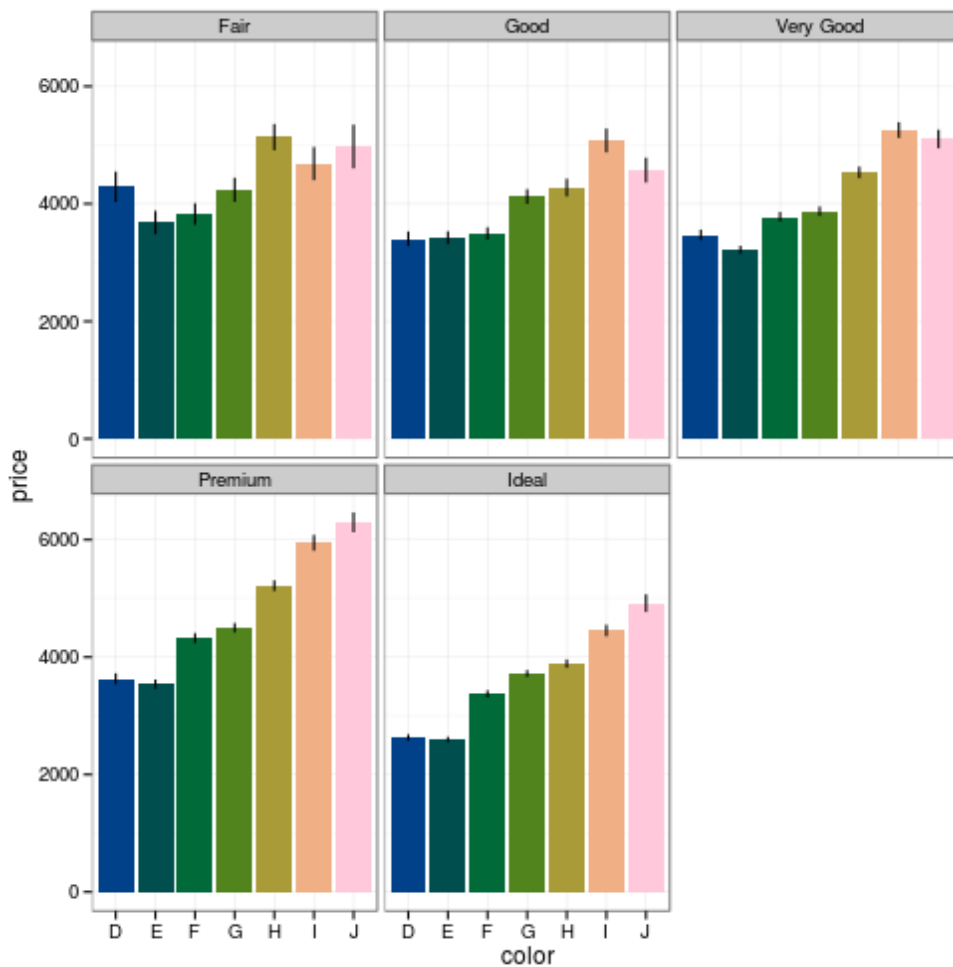 Fair
Good
Very Good
6000
4000
2000
0
price
Premium
Ideal
6000
4000
2000
0
D E F G H I J
D E F G H I J
color